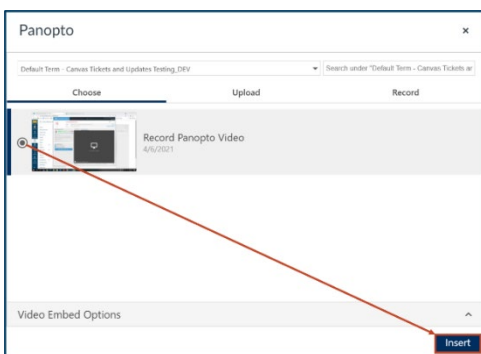 Panopto
Default Term - Canvas Tickets and Updates Testing_DEV
Search under "Default Term - Canvas Tickets ar
Choose Upload Record
Record Panopto Video
4/6/2021
Video Embed Options
Insert